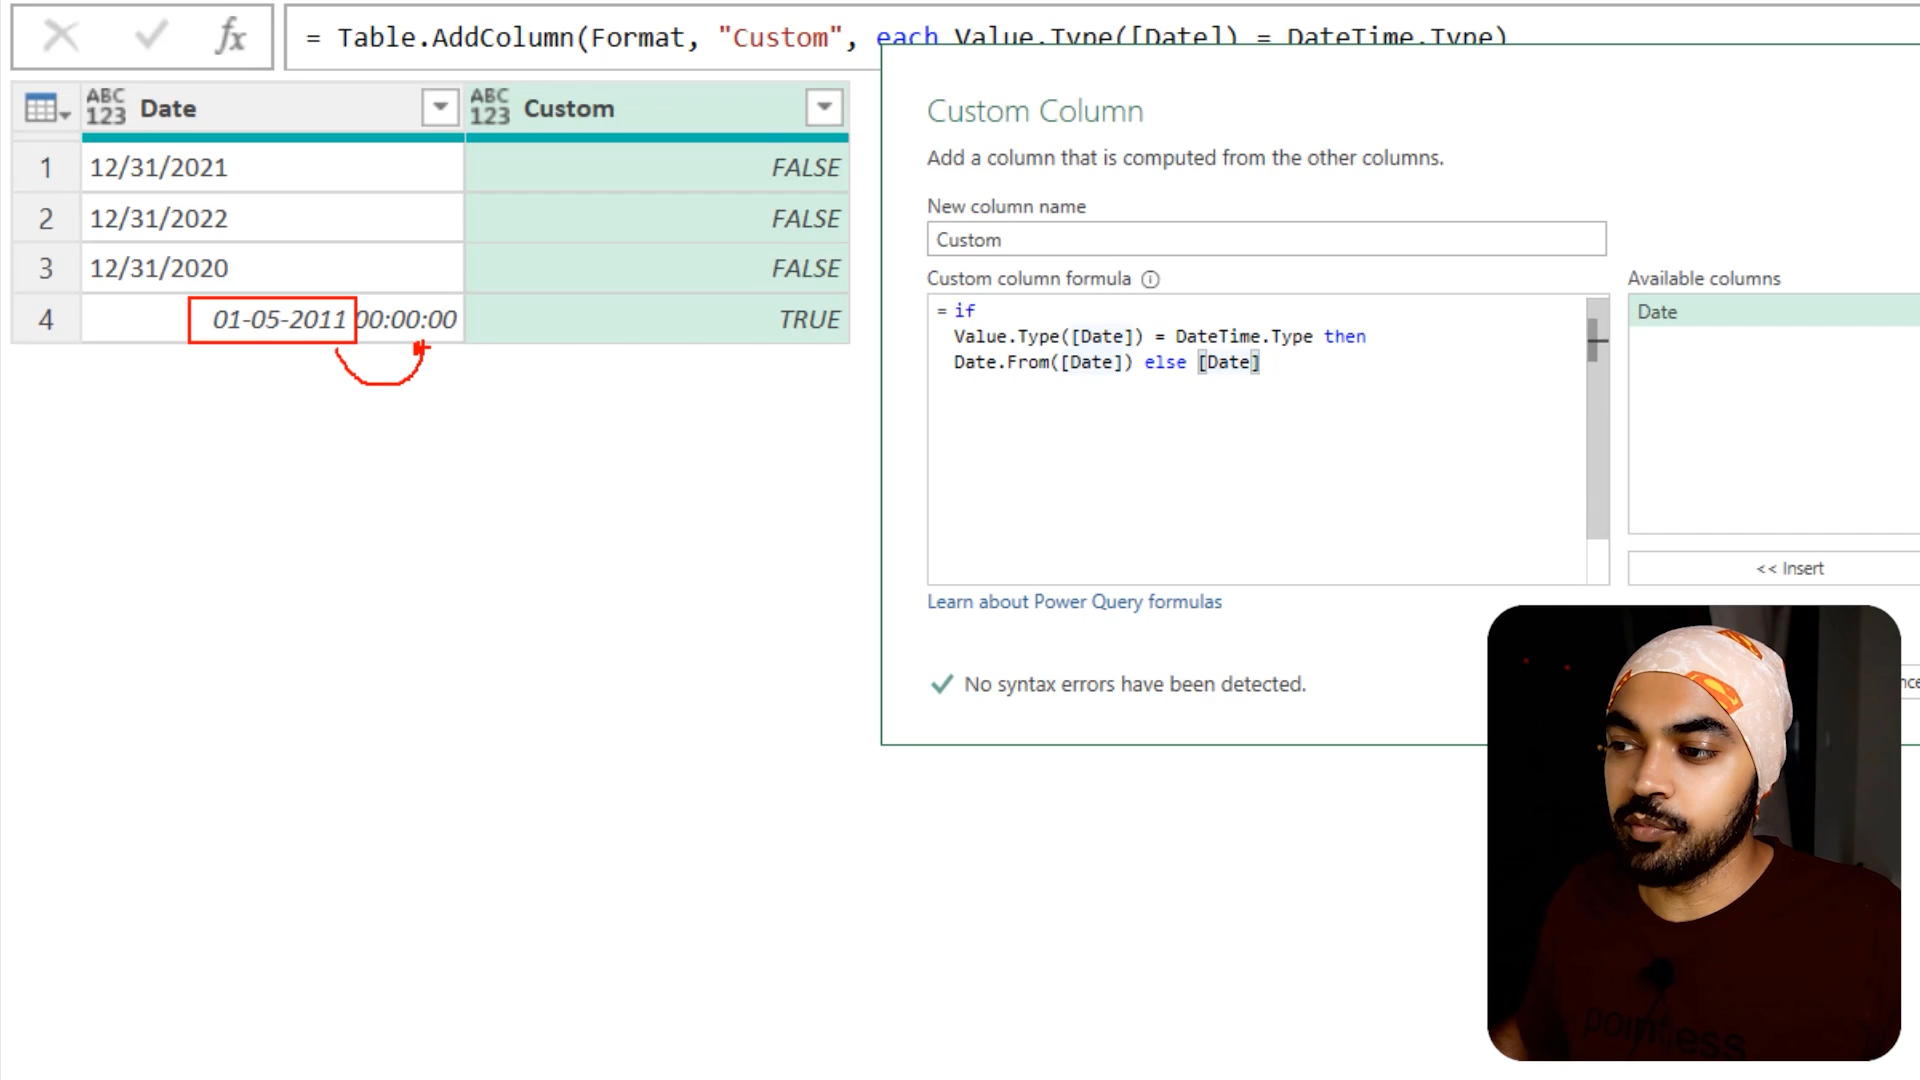 fx
= Table.AddColumn(Format, "Custom", each Value.Type([Date]) = DateTime.Type)
ABC 123 Date ABC 123 Custom
1 12/31/2021 FALSE
2 12/31/2022 FALSE
3 12/31/2020 FALSE
4 01-05-2011 00:00:00 TRUE
Custom Column
Add a column that is computed from the other columns.
New column name
Custom
Custom column formula
Available columns
= if
Value.Type([Date]) = DateTime.Type then
Date.From([Date]) else [Date]
Date
<< Insert
Learn about Power Query formulas
No syntax errors have been detected.
pointless